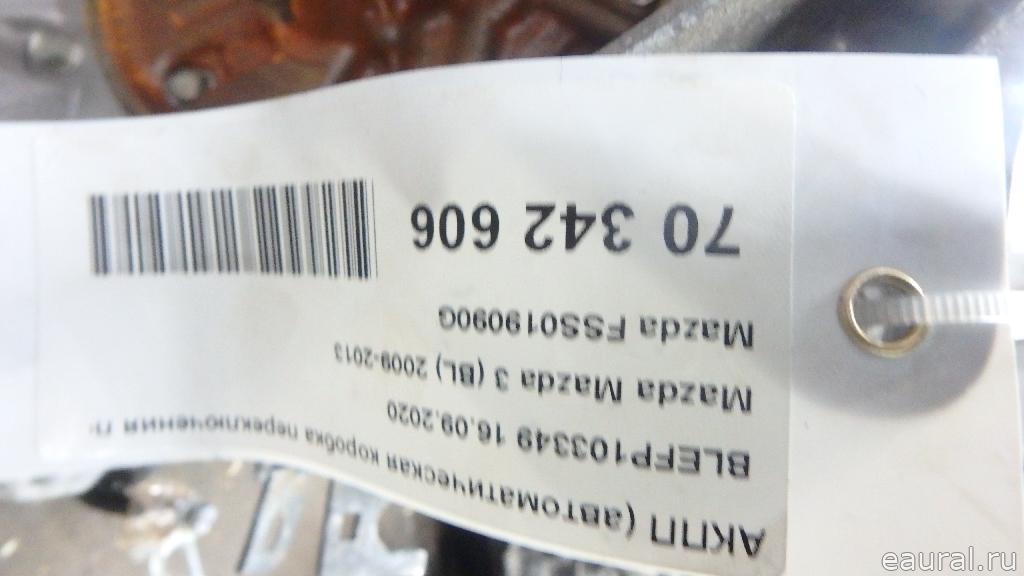 АКПП (автоматическая коробка переключения п-
BLEFP103349 16.09.2020
Mazda Mazda 3 (BL) 2009-2013
Mazda FSS019090G
70 342 606
eaural.ru